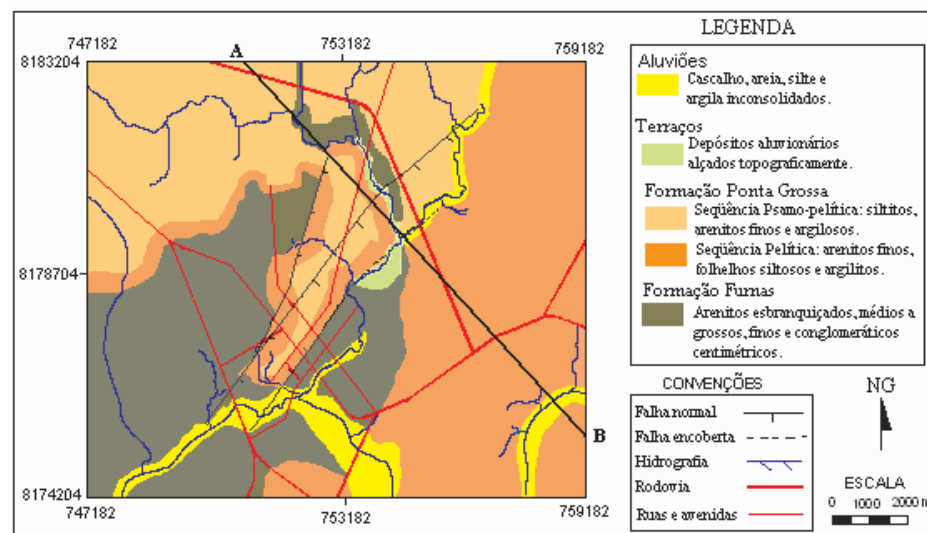 747182
753182
759182
A
8183204
8178704
8174204
B
747182
753182
759182
LEGENDA
Aluviões
Cascalho, areia, silte e
argila inconsolidados.
Terraços
Depósitos aluvionários
alçados topograficamente.
Formação Ponta Grossa
Seqüência Psamo-pelítica: siltitos,
arenitos finos e argilosos.
Seqüência Pelítica: arenitos finos,
folhelhos siltosos e argilitos.
Formação Furnas
Arenitos esbranquiçados, médios a
grossos, finos e conglomeráticos
centimétricos.
CONVENÇÕES
Falha normal
Falha encoberta
Hidrografia
Rodovia
Ruas e avenidas
NG
ESCALA
0 1000 2000 m